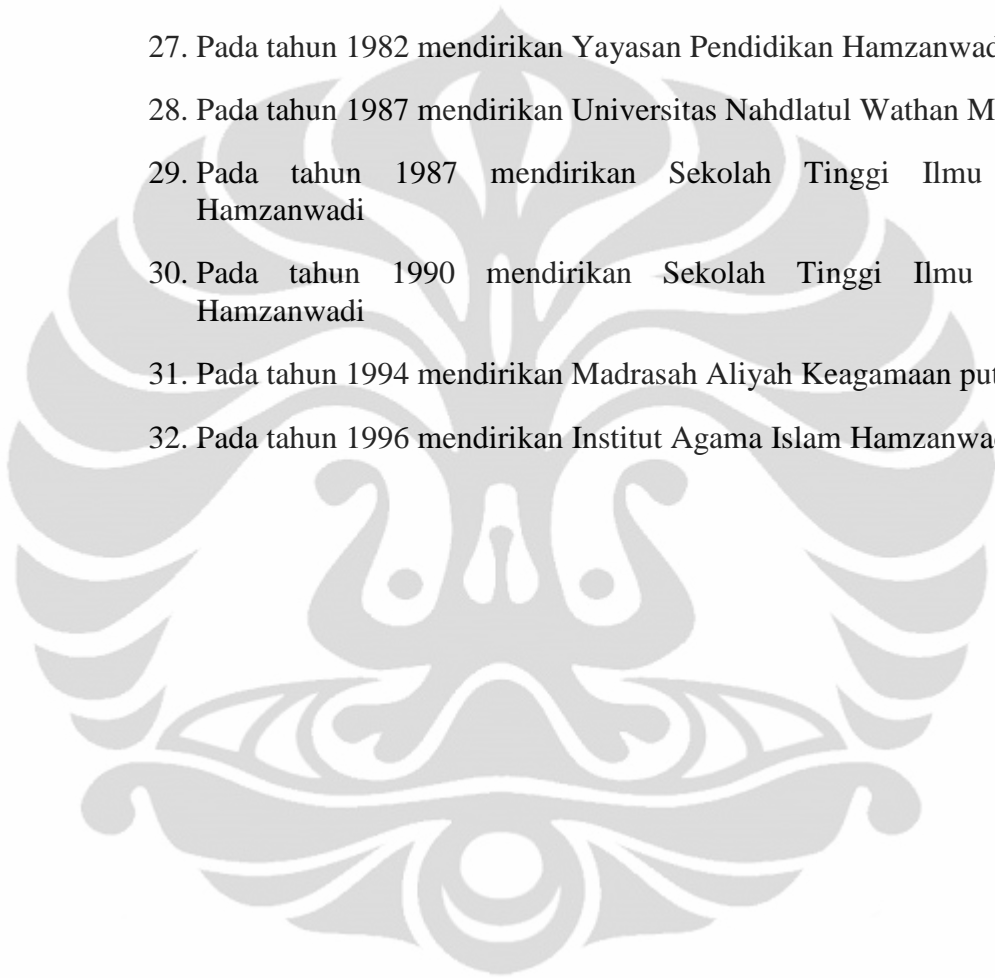 27. Pada tahun 1982 mendirikan Yayasan Pendidikan
28. Pada tahun 1987 mendirikan Universitas Nahdlatul Wathan
29. Pada tahun 1987 mendirikan Sekolah Tinggi Ilmu
Hamzanwadi
30. Pada tahun 1990 mendirikan Sekolah Tinggi Ilmu
Hamzanwadi
31. Pada tahun 1994 mendirikan Madrasah Aliyah Keagamaan
32. Pada tahun 1996 mendirikan Institut Agama Islam